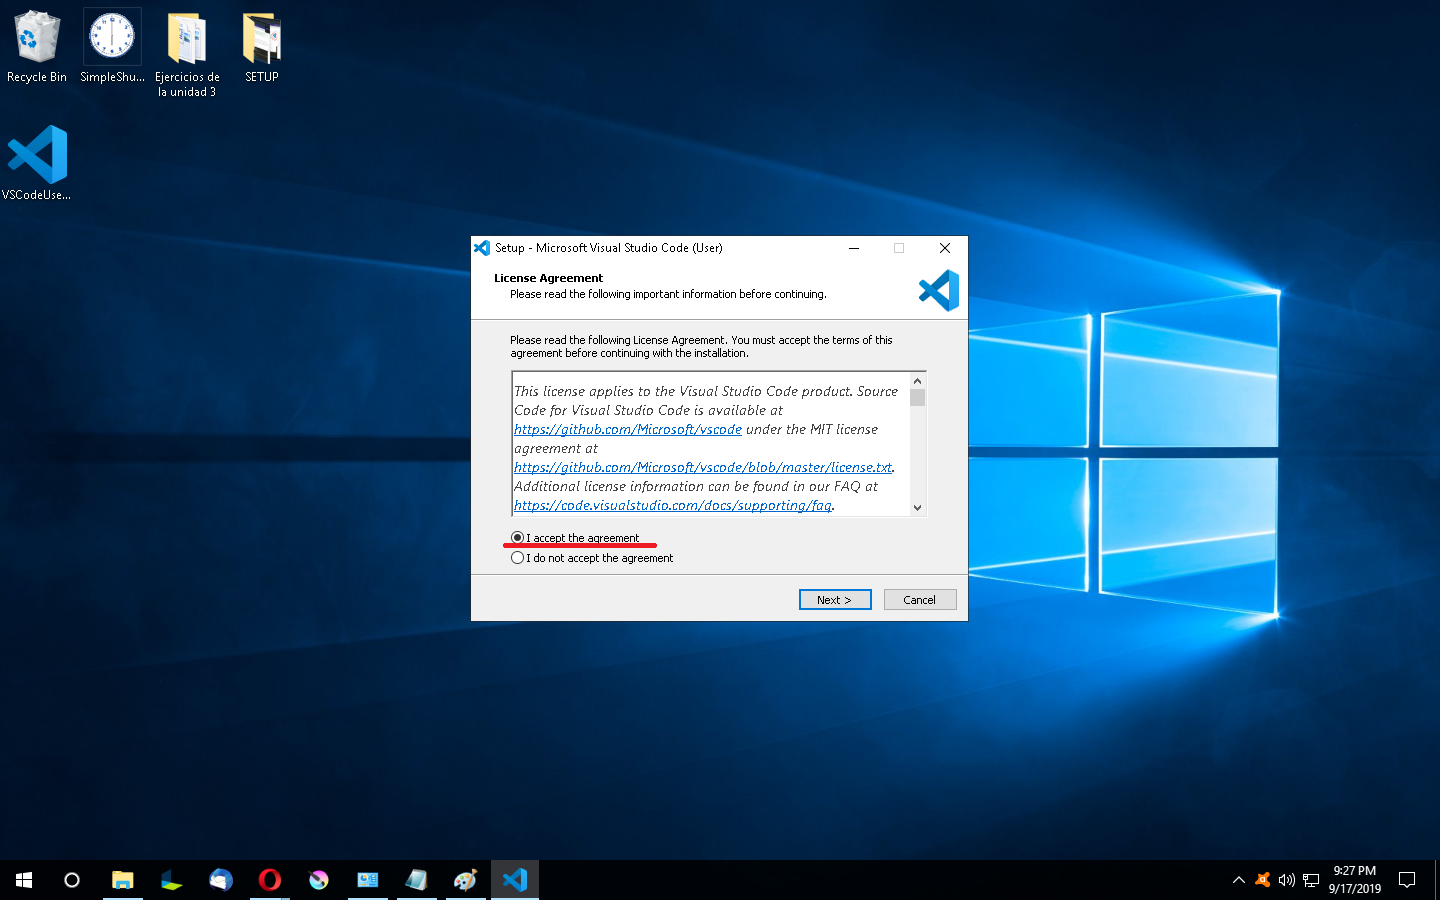 Recycle Bin
SimpleShu...
Ejercicios de
la unidad 3
SETUP
VSCodeUse...
Setup - Microsoft Visual Studio Code (User)
License Agreement
Please read the following important information before continuing.
Please read the following License Agreement. You must accept the terms of this
agreement before continuing with the installation.
This license applies to the Visual Studio Code product. Source
Code for Visual Studio Code is available at
https://github.com/Microsoft/vscode under the MIT license
agreement at
https://github.com/Microsoft/vscode/blob/master/license.txt.
Additional license information can be found in our FAQ at
https://code.visualstudio.com/docs/supporting/faq.
I accept the agreement
I do not accept the agreement
Next >
Cancel
9:27 PM
9/17/2019